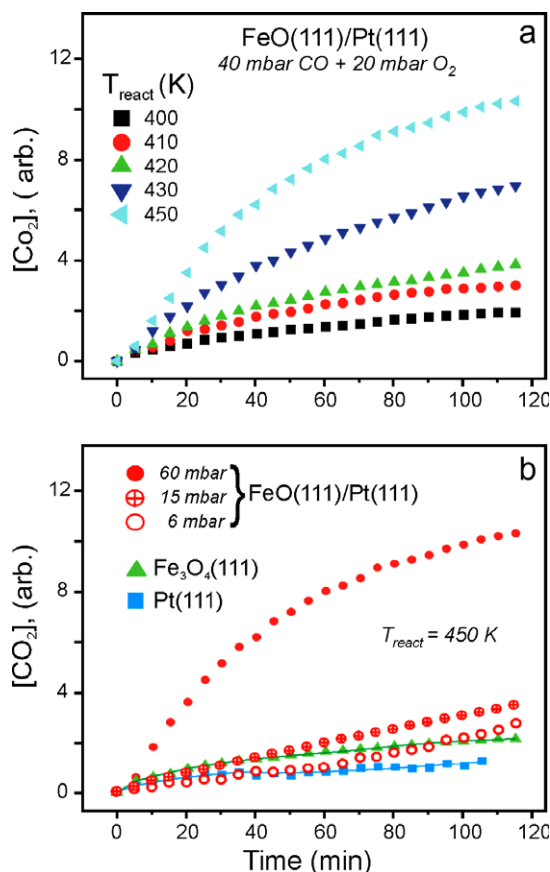 a
FeO(111)/Pt(111)
40 mbar CO + 20 mbar O₂
T_react (K)
400
410
420
430
450
[Co₂], ( arb.)
12
8
4
0
0 20 40 60 80 100 120
b
60 mbar
15 mbar } FeO(111)/Pt(111)
6 mbar
Fe₃O₄(111)
Pt(111)
T_react = 450 K
[CO₂], (arb.)
12
8
4
0
0 20 40 60 80 100 120
Time (min)